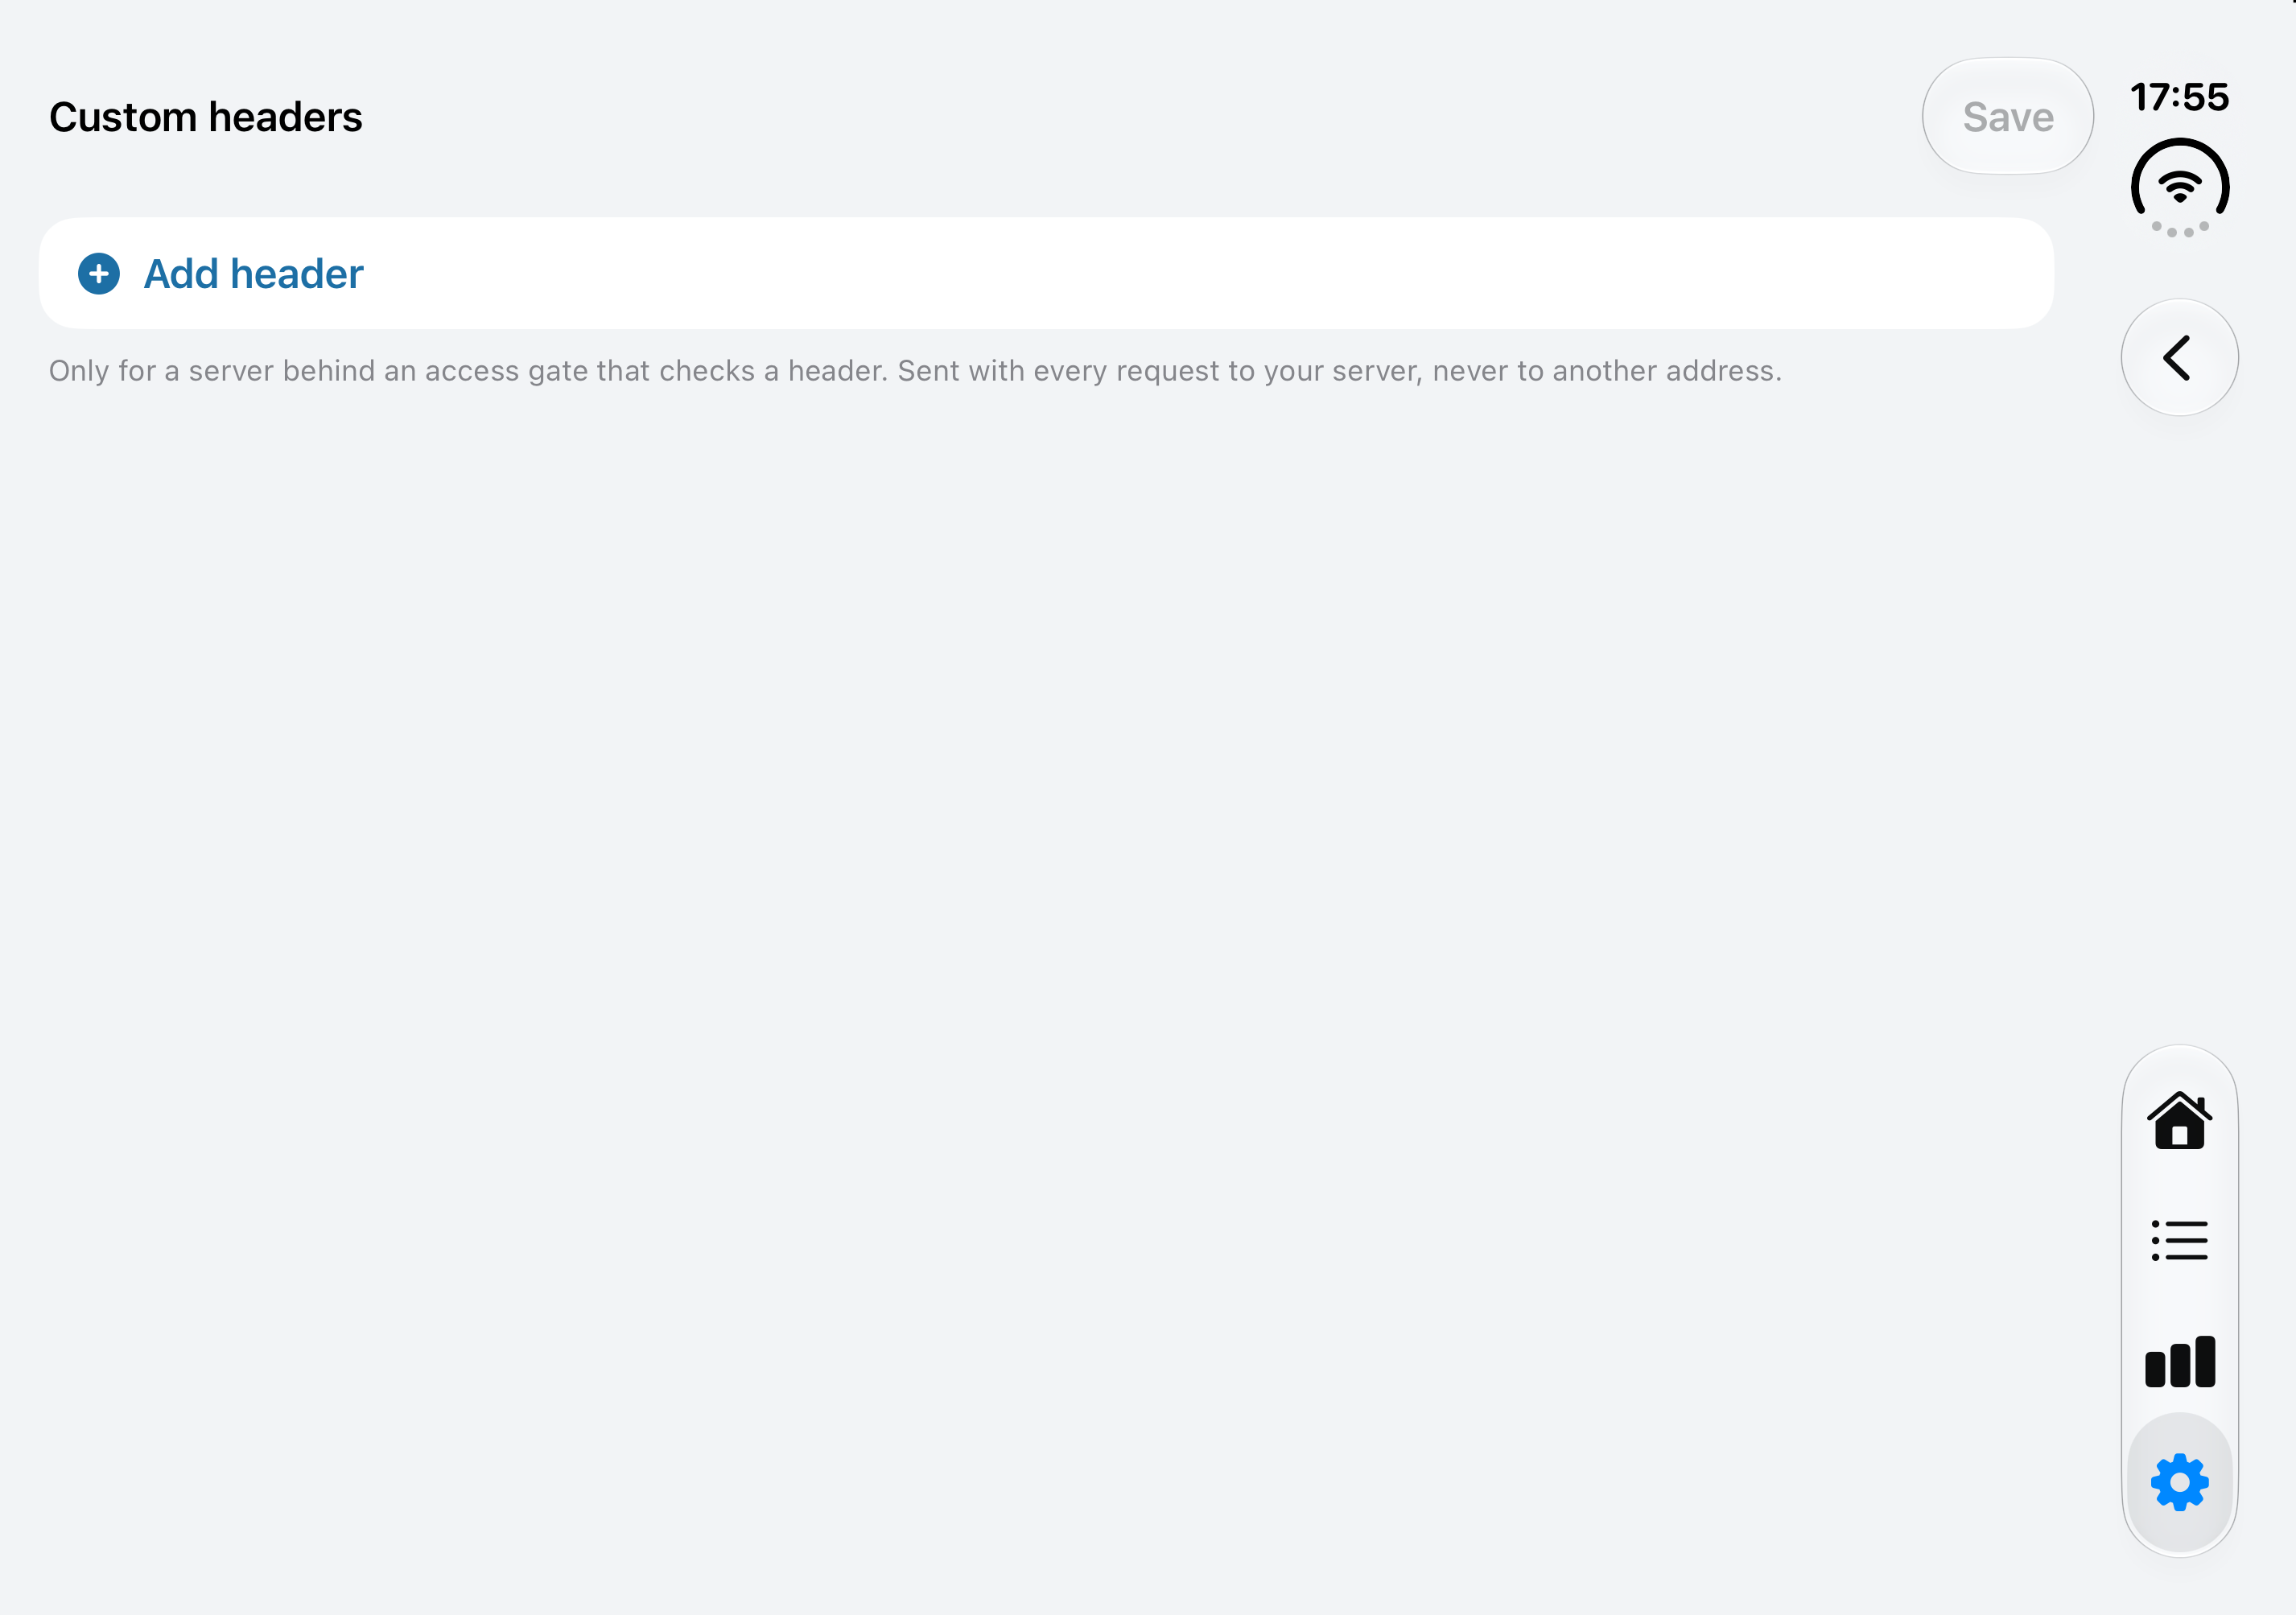 Custom headers
Save
17:55
Add header
Only for a server behind an access gate that checks a header. Sent with every request to your server, never to another address.